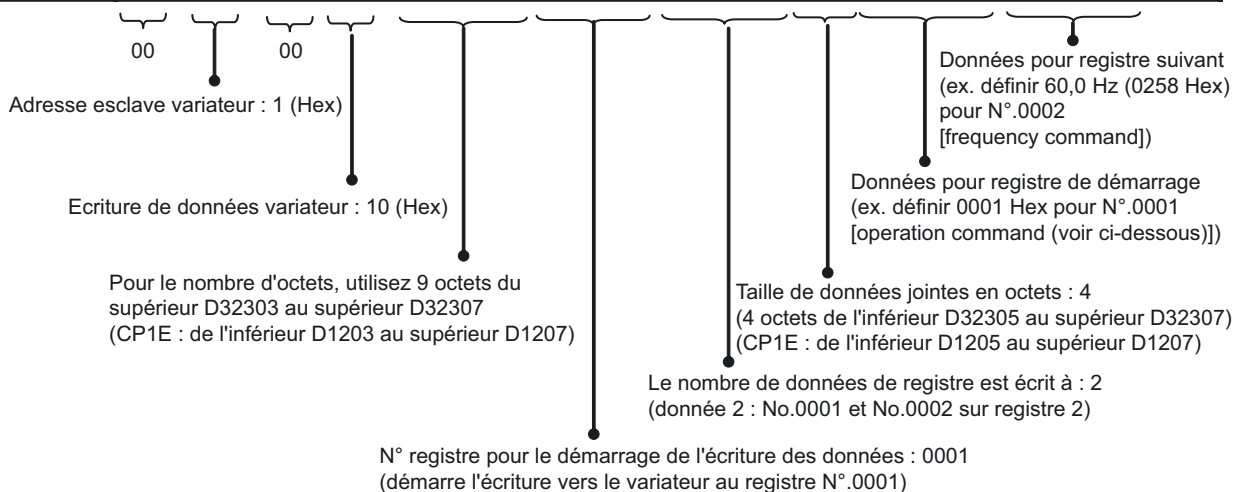 00
00
Adresse esclave variateur : 1 (Hex)
Ecriture de données variateur : 10 (Hex)
Pour le nombre d'octets, utilisez 9 octets du
supérieur D32303 au supérieur D32307
(CP1E : de l'inférieur D1203 au supérieur D1207)
Données pour registre suivant
(ex. définir 60,0 Hz (0258 Hex)
pour N°.0002
[frequency command])
Données pour registre de démarrage
(ex. définir 0001 Hex pour N°.0001
[operation command (voir ci-dessous)])
Taille de données jointes en octets : 4
(4 octets de l'inférieur D32305 au supérieur D32307)
(CP1E : de l'inférieur D1205 au supérieur D1207)
Le nombre de données de registre est écrit à : 2
(donnée 2 : No.0001 et No.0002 sur registre 2)
N° registre pour le démarrage de l'écriture des données : 0001
(démarre l'écriture vers le variateur au registre N°.0001)